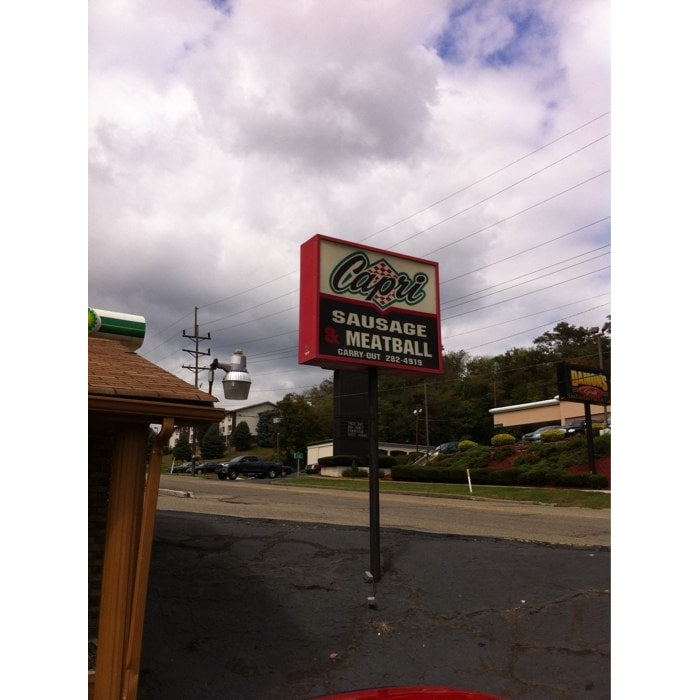 Capri
SAUSAGE
& MEATBALL
CARRY-OUT 282-4919